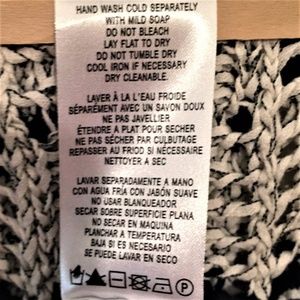 HAND WASH COLD SEPARATELY
WITH MILD SOAP
DO NOT BLEACH
LAY FLAT TO DRY
DO NOT TUMBLE DRY
COOL IRON IF NECESSARY
DRY CLEANABLE.
LAVER À LA L'EAU FROIDE
SÉPARÉMENT AVEC UN SAVON DOUX
NE PAS JAVELLIER
ÉTENDRE A PLAT POUR SÉCHER
NE PAS SÉCHER PAR CULBUTAGE
REPASSER AU FRIOD SI NÉCESSAIRE
NETTOYER A SEC
LAVAR SEPARADAMENTE A MANO
CON AGUA FRÍA CON JABÓN SUAVE
NO USAR BLANQUEADOR
SECAR SOBRE SUPERFICIE PLANA
NO SECAR EN MAQUINA
PLANCHAR A TEMPERATURA
BAJA SI ES NECESARIO
SE PUEDE LAVAR EN SECO